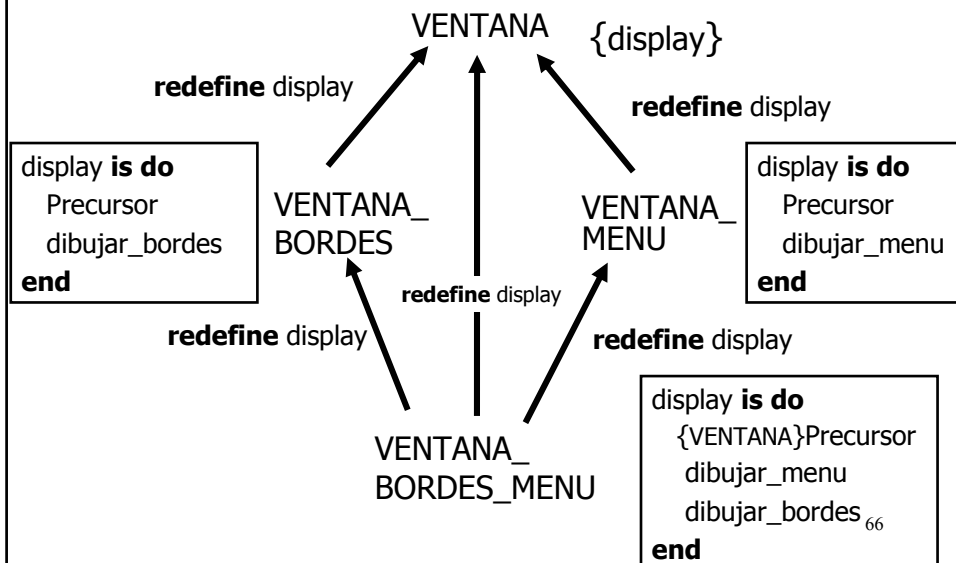 VENTANA {display}
redefine display
redefine display
display is do
Precursor
dibujar_bordes
end
VENTANA_
BORDES
VENTANA_
MENU
display is do
Precursor
dibujar_menu
end
redefine display
redefine display
redefine display
VENTANA_
BORDES_MENU
display is do
{VENTANA}Precursor
dibujar_menu
dibujar_bordes
end
66